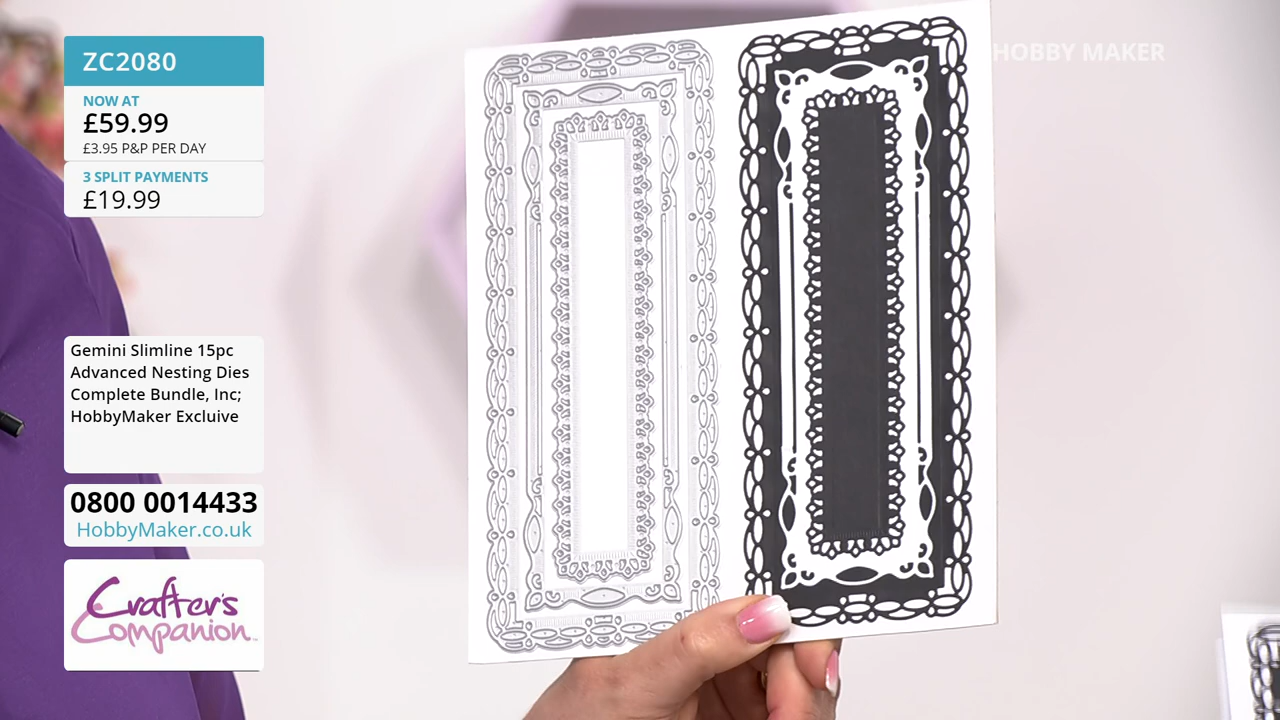 ZC2080
NOW AT
£59.99
£3.95 P&P PER DAY
3 SPLIT PAYMENTS
£19.99
Gemini Slimline 15pc
Advanced Nesting Dies
Complete Bundle, Inc;
HobbyMaker Excluive
0800 0014433
HobbyMaker.co.uk
Crafter's
Companion
HOBBY MAKER